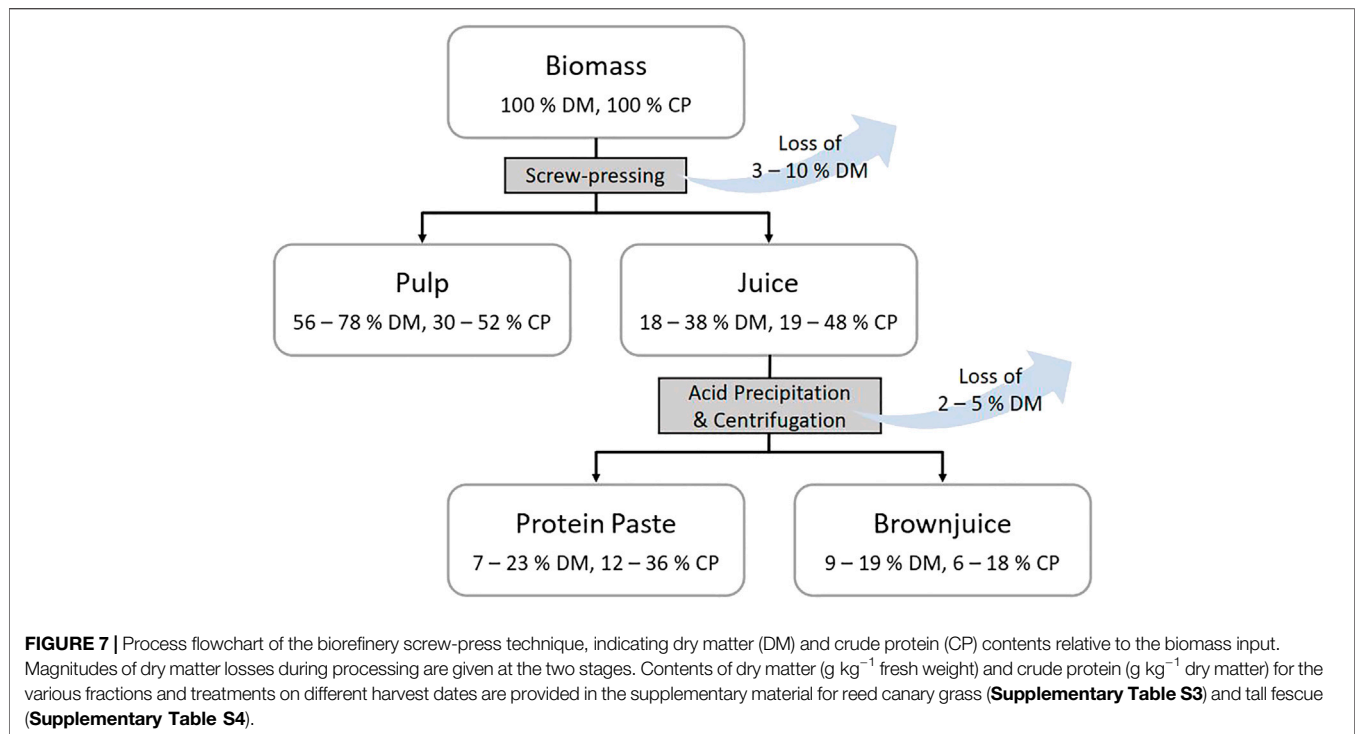 Biomass
100 % DM, 100 % CP
Loss of
3 – 10 % DM
Screw-pressing
Pulp
56 – 78 % DM, 30 – 52 % CP
Juice
18 – 38 % DM, 19 – 48 % CP
Loss of
2 – 5 % DM
Acid Precipitation
& Centrifugation
Protein Paste
7 – 23 % DM, 12 – 36 % CP
Brownjuice
9 – 19 % DM, 6 – 18 % CP
FIGURE 7 | Process flowchart of the biorefinery screw-press technique, indicating dry matter (DM) and crude protein (CP) contents relative to the biomass input.
Magnitudes of dry matter losses during processing are given at the two stages. Contents of dry matter (g kg⁻¹ fresh weight) and crude protein (g kg⁻¹ dry matter) for the
various fractions and treatments on different harvest dates are provided in the supplementary material for reed canary grass (Supplementary Table S3) and tall fescue
(Supplementary Table S4).